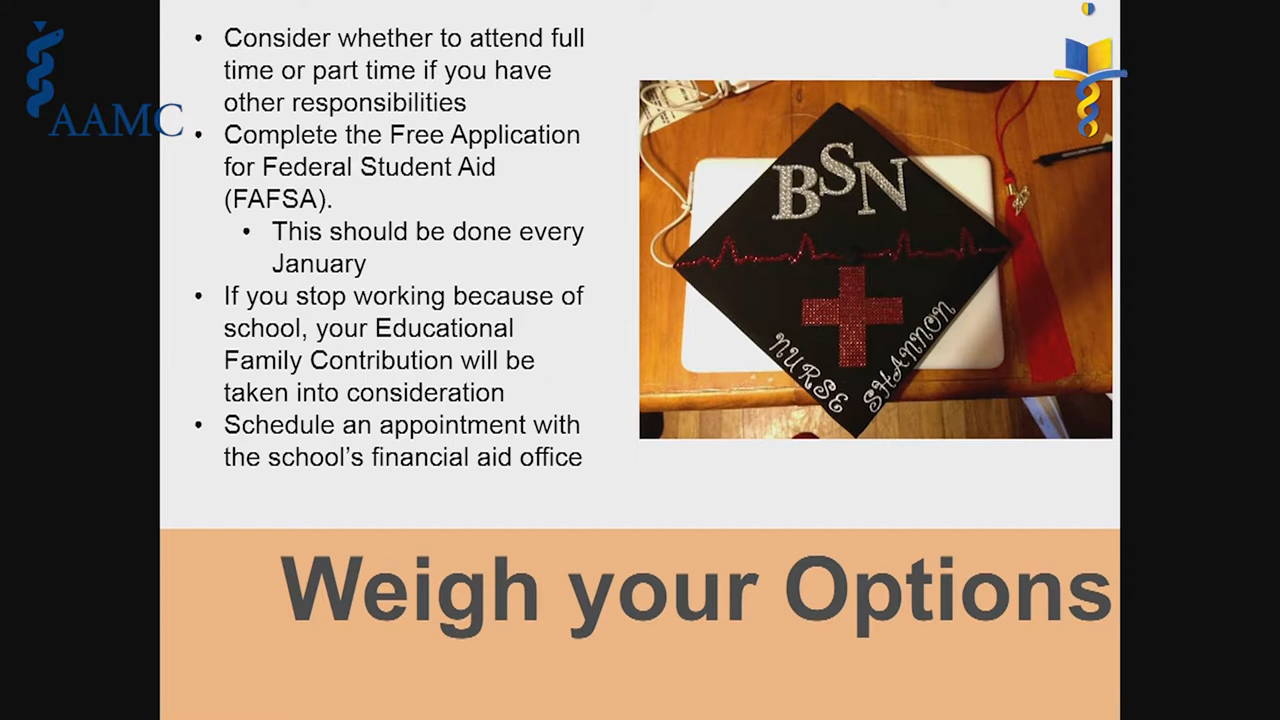 AAMC
• Consider whether to attend full
time or part time if you have
other responsibilities
• Complete the Free Application
for Federal Student Aid
(FAFSA).
• This should be done every
January
• If you stop working because of
school, your Educational
Family Contribution will be
taken into consideration
• Schedule an appointment with
the school's financial aid office
BSN
NURSE
SHANNON
Weigh your Options